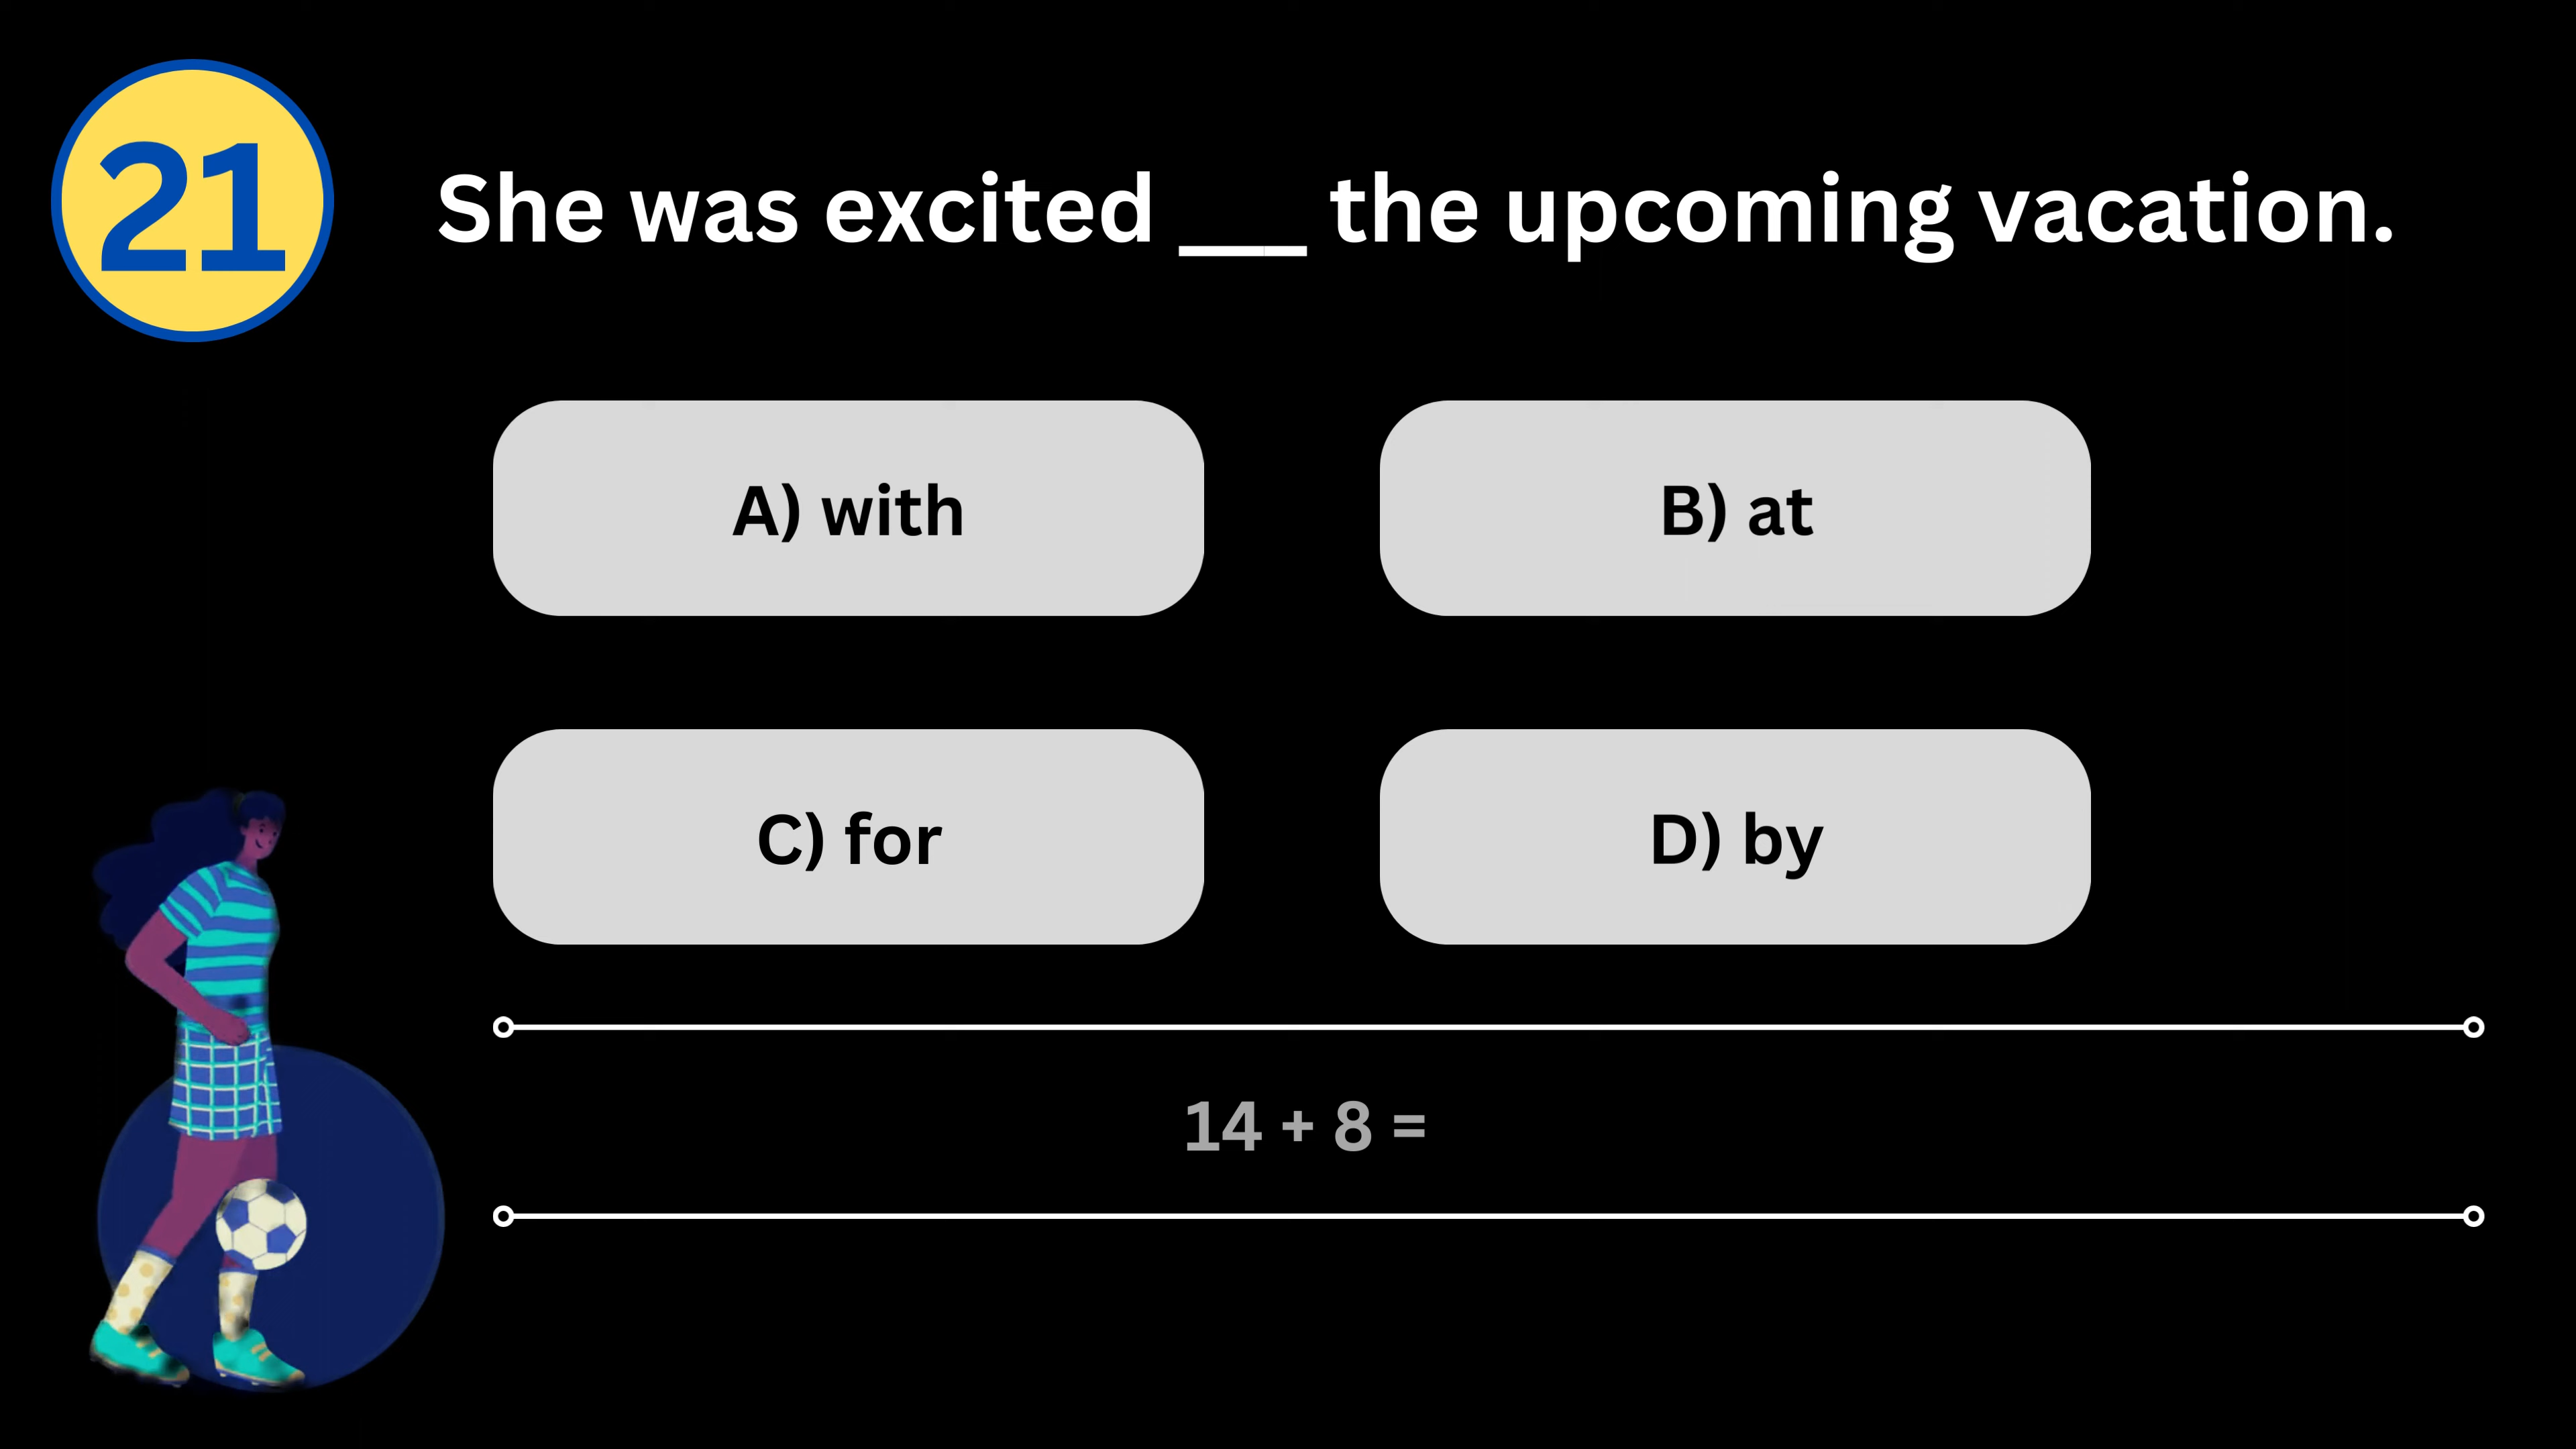 21
She was excited ___ the upcoming vacation.
A) with
B) at
C) for
D) by
14 + 8 =